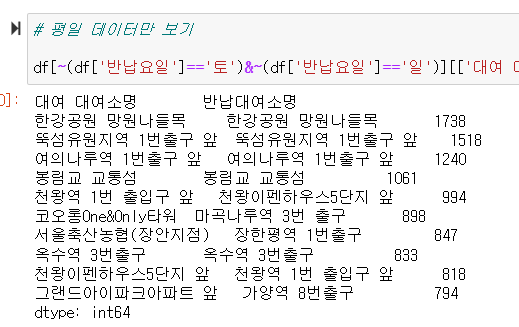 # 평일 데이터만 보기
df[~(df['반납요일']=='토')&~(df['반납요일']=='일')][['대여
]:
대여 대여소명 반납대여소명
한강공원 망원나들목 한강공원 망원나들목 1738
뚝섬유원지역 1번출구 앞 뚝섬유원지역 1번출구 앞 1518
여의나루역 1번출구 앞 여의나루역 1번출구 앞 1240
봉림교 교통섬 봉림교 교통섬 1061
천왕역 1번 출입구 앞 천왕이펜하우스5단지 앞 994
코오롱One&Only타워 마곡나루역 3번 출구 898
서울축산농협(장안지점) 장한평역 1번출구 847
옥수역 3번출구 옥수역 3번출구 833
천왕이펜하우스5단지 앞 천왕역 1번 출입구 앞 818
그랜드아이파크아파트 앞 가양역 8번출구 794
dtype: int64